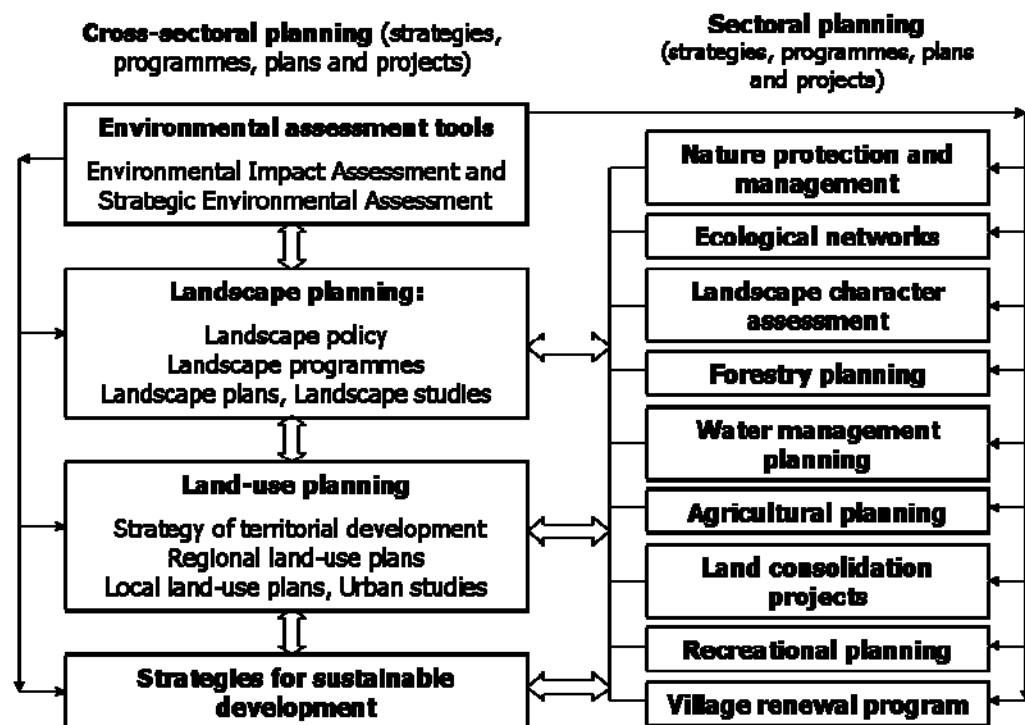 Cross-sectoral planning (strategies,
programmes, plans and projects)
Environmental assessment tools
Environmental Impact Assessment and
Strategic Environmental Assessment
Landscape planning:
Landscape policy
Landscape programmes
Landscape plans, Landscape studies
Land-use planning
Strategy of territorial development
Regional land-use plans
Local land-use plans, Urban studies
Strategies for sustainable
development
Sectoral planning
(strategies, programmes, plans
and projects)
Nature protection and
management
Ecological networks
Landscape character
assessment
Forestry planning
Water management
planning
Agricultural planning
Land consolidation
projects
Recreational planning
Village renewal program